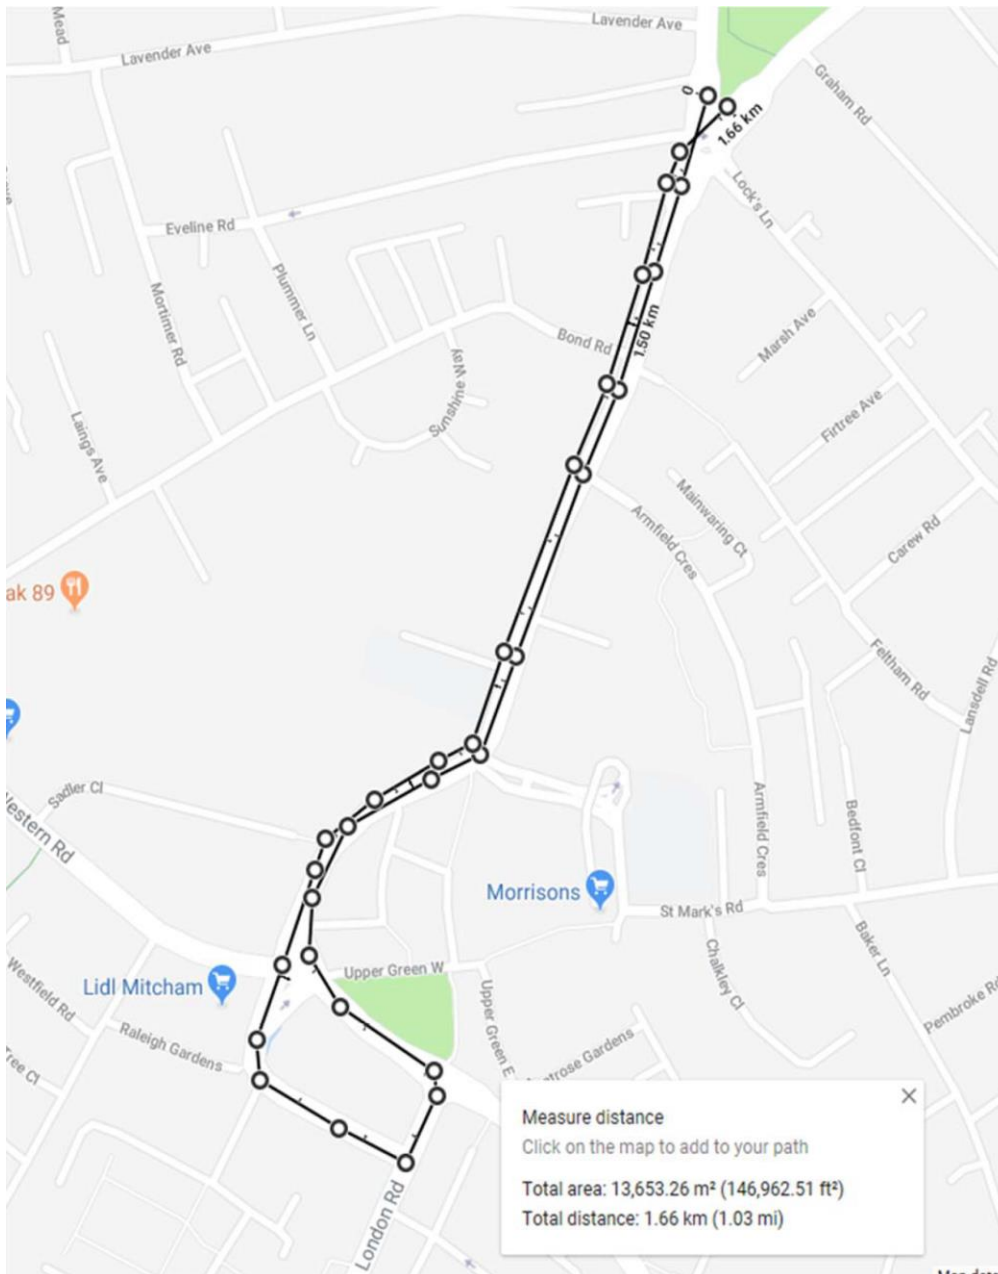 Mead
Lavender Ave
Lavender Ave
Graham Rd
0
1.66 km
Lock's Ln
Eveline Rd
Plummer Ln
Mortimer Rd
Bond Rd
1.50 km
Marsh Ave
Sunshine Way
Firtree Ave
Laings Ave
Mainwaring Ct
Armfield Cres
Carew Rd
ak 89
Feltham Rd
Lansdell Rd
Sadler Cl
estern Rd
Armfield Cres
Bedfont Cl
Morrisons
St Mark's Rd
Baker Ln
Chalkley Cl
Upper Green W
Lidl Mitcham
Westfield Rd
Upper Green E
Pembroke Rd
Raleigh Gardens
ree Ct
trose Gardens
London Rd
Measure distance
Click on the map to add to your path
Total area: 13,653.26 m² (146,962.51 ft²)
Total distance: 1.66 km (1.03 mi)